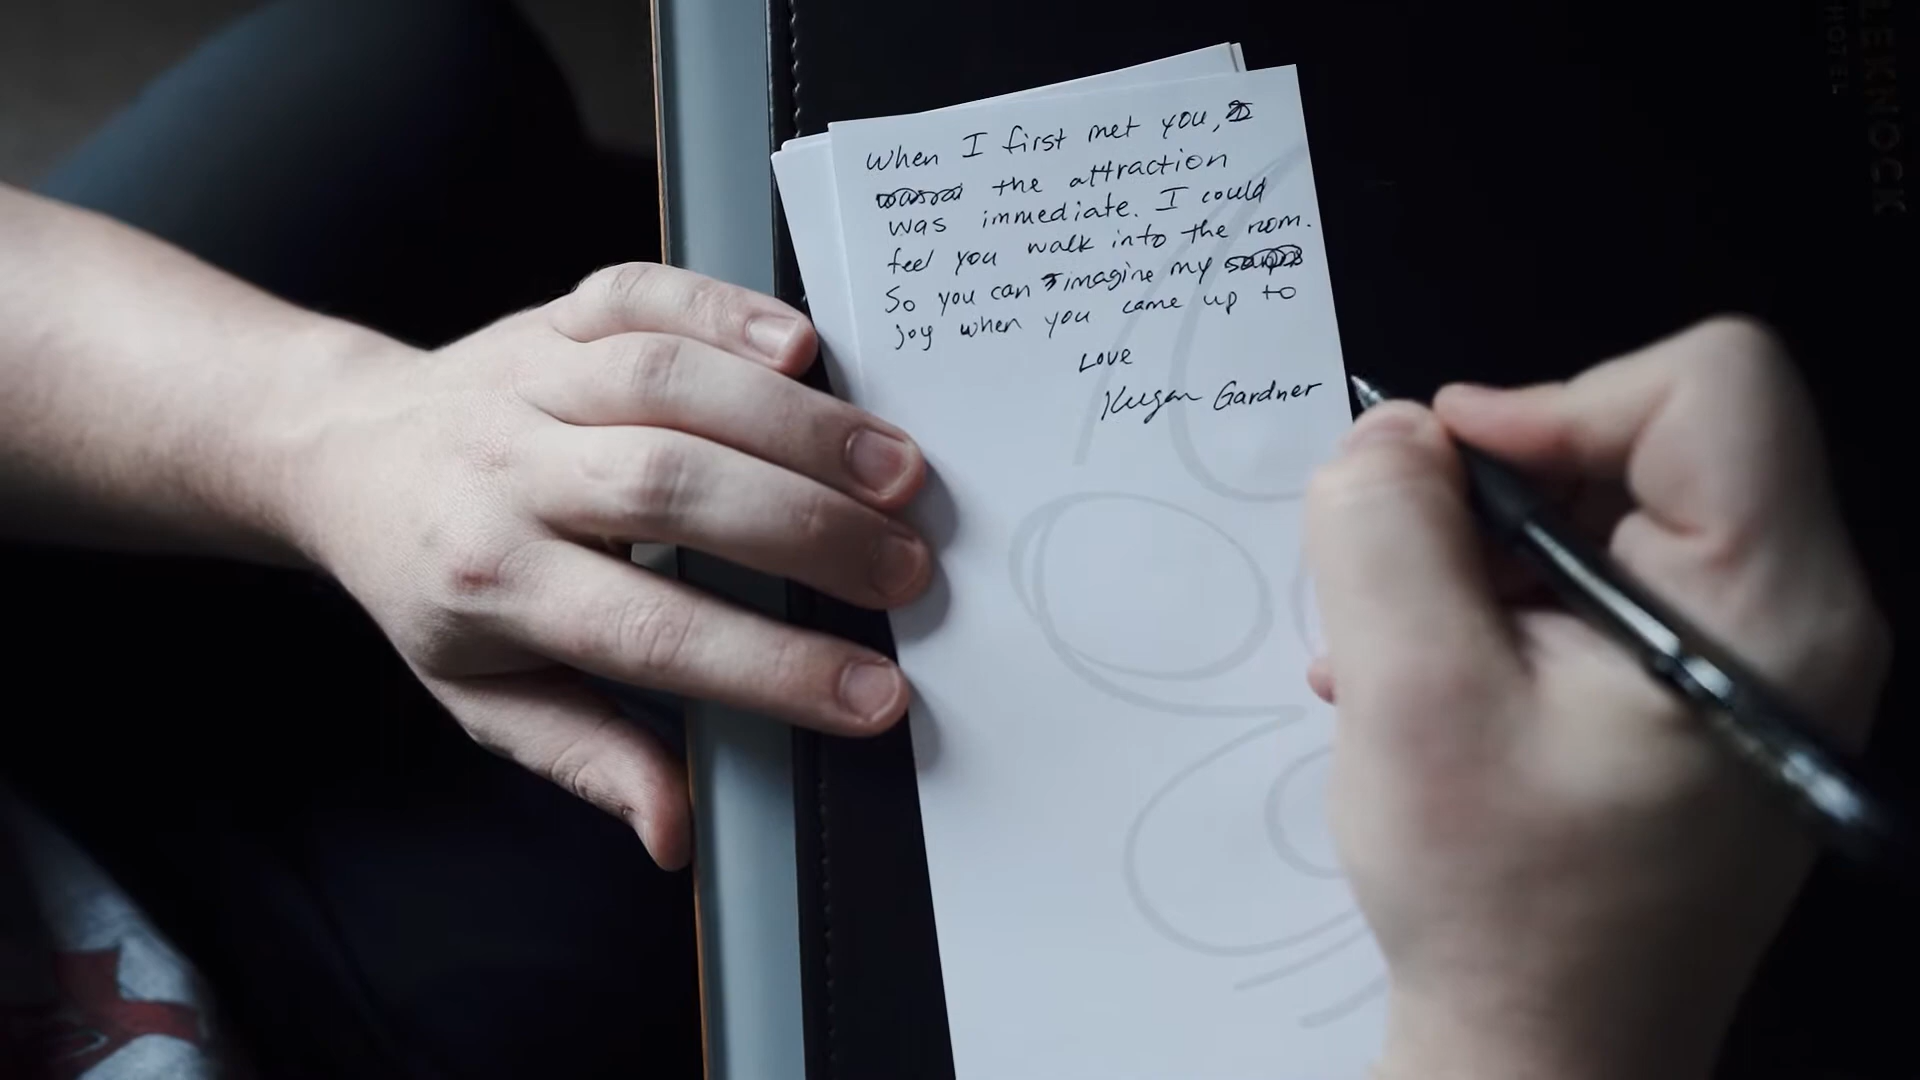 When I first met you,
the attraction
was immediate. I could
feel you walk into the room.
So you can imagine my
joy when you came up to
Love
Gardner
HOTEL